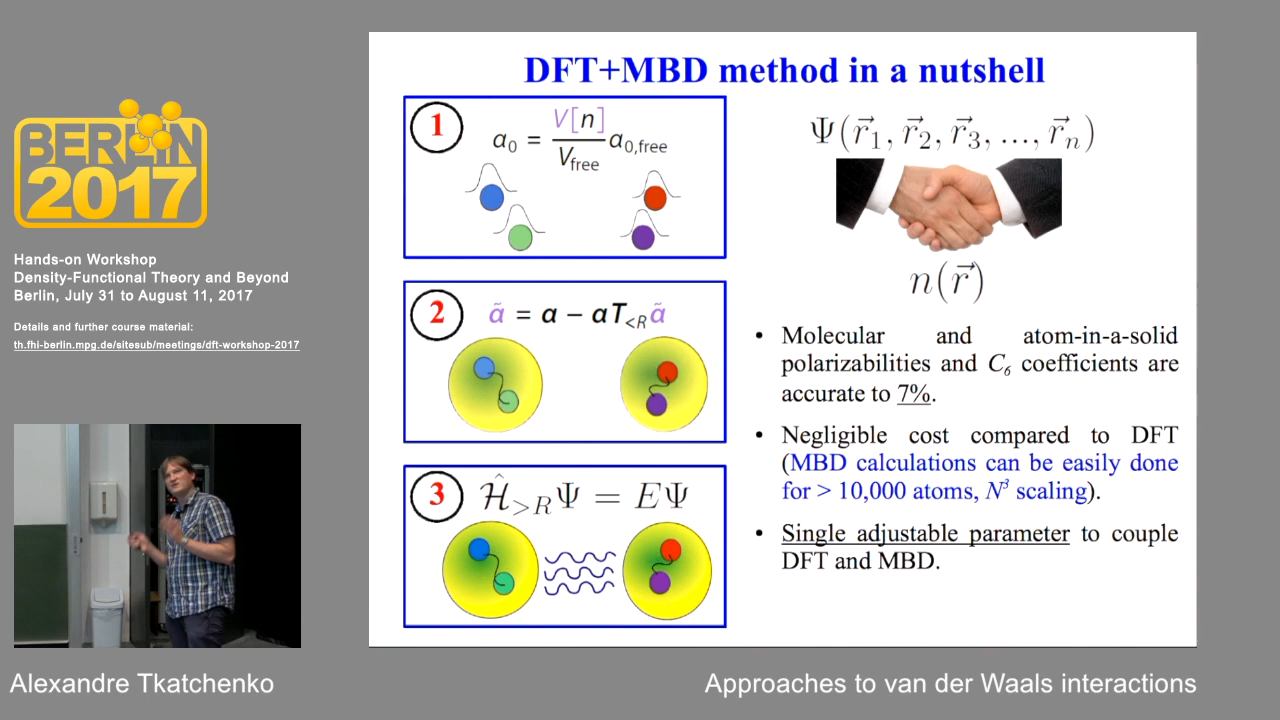 BERLIN
2017
Hands-on Workshop
Density-Functional Theory and Beyond
Berlin, July 31 to August 11, 2017
Details and further course material:
th.fhi-berlin.mpg.de/sitesub/meetings/dft-workshop-2017
DFT+MBD method in a nutshell
1
α₀ = V[n] / V_free α₀,free
2
α̃ = α − αT_<R α̃
3
Ĥ_>R Ψ = EΨ
Ψ(r⃗₁, r⃗₂, r⃗₃, ..., r⃗ₙ)
n(r⃗)
• Molecular and atom-in-a-solid
polarizabilities and C₆ coefficients are
accurate to 7%.
• Negligible cost compared to DFT
(MBD calculations can be easily done
for > 10,000 atoms, N³ scaling).
• Single adjustable parameter to couple
DFT and MBD.
Alexandre Tkatchenko
Approaches to van der Waals interactions